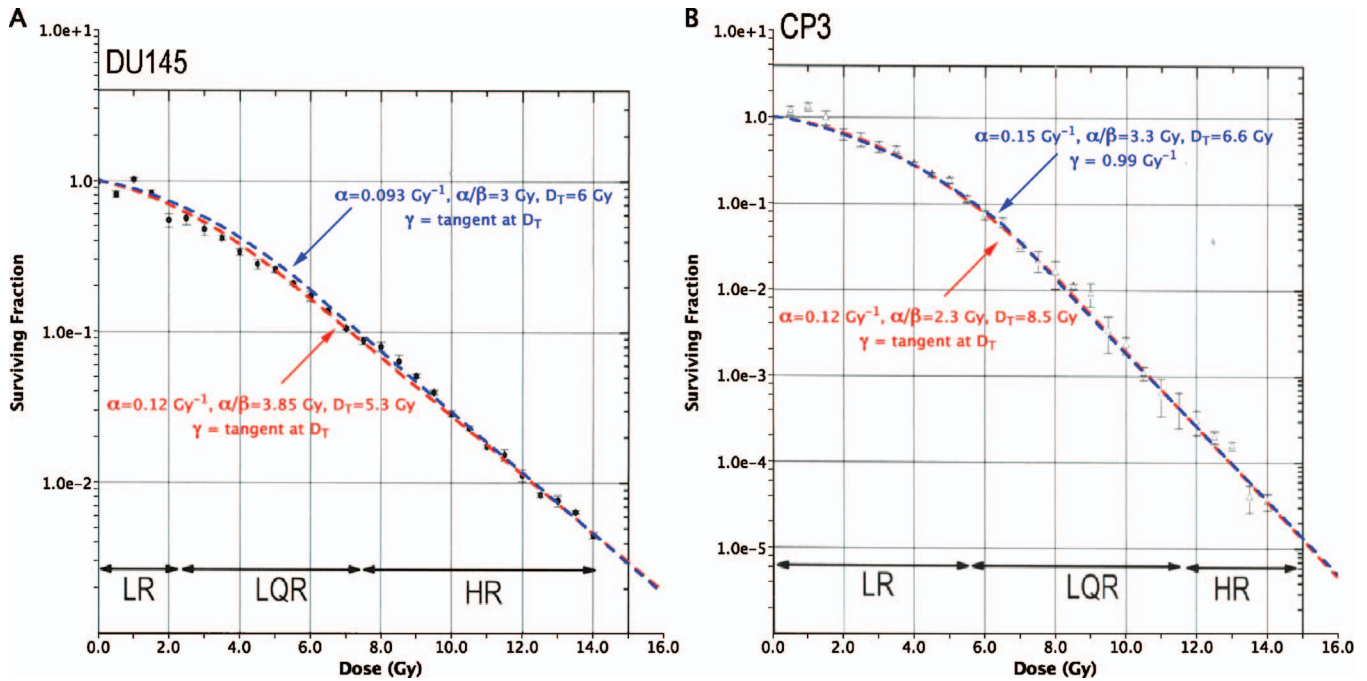 A
DU145
1.0e+1
1.0
1.0e-1
1.0e-2
Surviving Fraction
α=0.093 Gy⁻¹, α/β=3 Gy, D_T=6 Gy
γ = tangent at D_T
α=0.12 Gy⁻¹, α/β=3.85 Gy, D_T=5.3 Gy
γ = tangent at D_T
LR
LQR
HR
0.0 2.0 4.0 6.0 8.0 10.0 12.0 14.0 16.0
Dose (Gy)
B
CP3
1.0e+1
1.0
1.0e-1
1.0e-2
1.0e-3
1.0e-4
1.0e-5
Surviving Fraction
α=0.15 Gy⁻¹, α/β=3.3 Gy, D_T=6.6 Gy
γ = 0.99 Gy⁻¹
α=0.12 Gy⁻¹, α/β=2.3 Gy, D_T=8.5 Gy
γ = tangent at D_T
LR
LQR
HR
0.0 2.0 4.0 6.0 8.0 10.0 12.0 14.0 16.0
Dose (Gy)